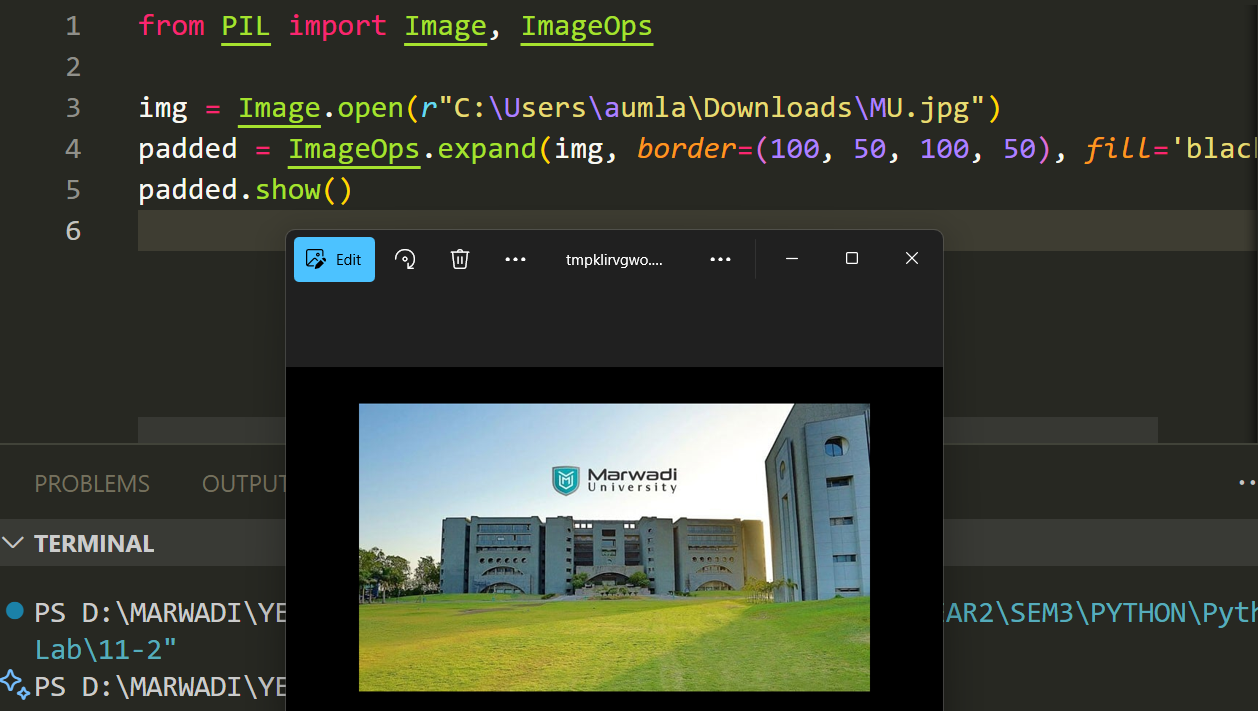 1 from PIL import Image, ImageOps
2
3 img = Image.open(r"C:\Users\aumla\Downloads\MU.jpg")
4 padded = ImageOps.expand(img, border=(100, 50, 100, 50), fill='blac
5 padded.show()
6
Edit tmpklirvgwo....
Marwadi
University
PROBLEMS OUTPUT
TERMINAL
PS D:\MARWADI\YE AR2\SEM3\PYTHON\Pyth
Lab\11-2"
PS D:\MARWADI\YE